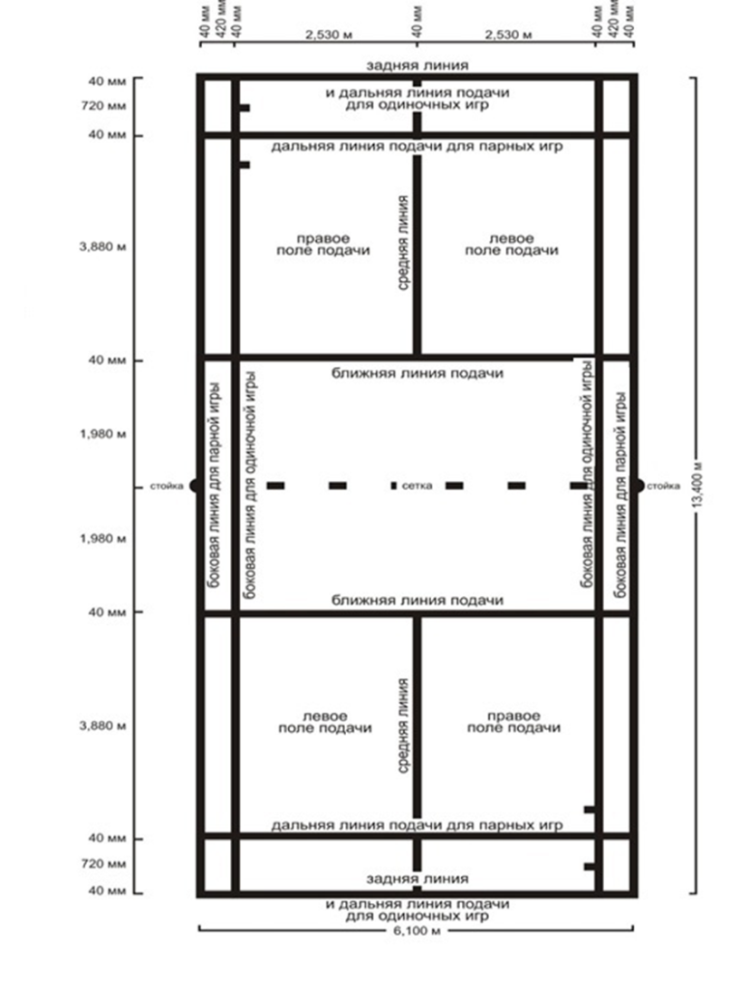 40 мм
420 мм
40 мм
2,530 м
40 мм
2,530 м
40 мм
420 мм
40 мм
задняя линия
40 мм
и дальняя линия подачи
720 мм
для одиночных игр
40 мм
дальняя линия подачи для парных игр
средняя линия
правое
поле подачи
левое
поле подачи
3,880 м
40 мм
ближняя линия подачи
боковая линия для парной игры
боковая линия для одиночной игры
боковая линия для одиночной игры
боковая линия для парной игры
1,980 м
стойка
сетка
стойка
13,400 м
1,980 м
ближняя линия подачи
40 мм
средняя линия
левое
поле подачи
правое
поле подачи
3,880 м
дальняя линия подачи для парных игр
40 мм
720 мм
задняя линия
40 мм
и дальняя линия подачи
для одиночных игр
6,100 м